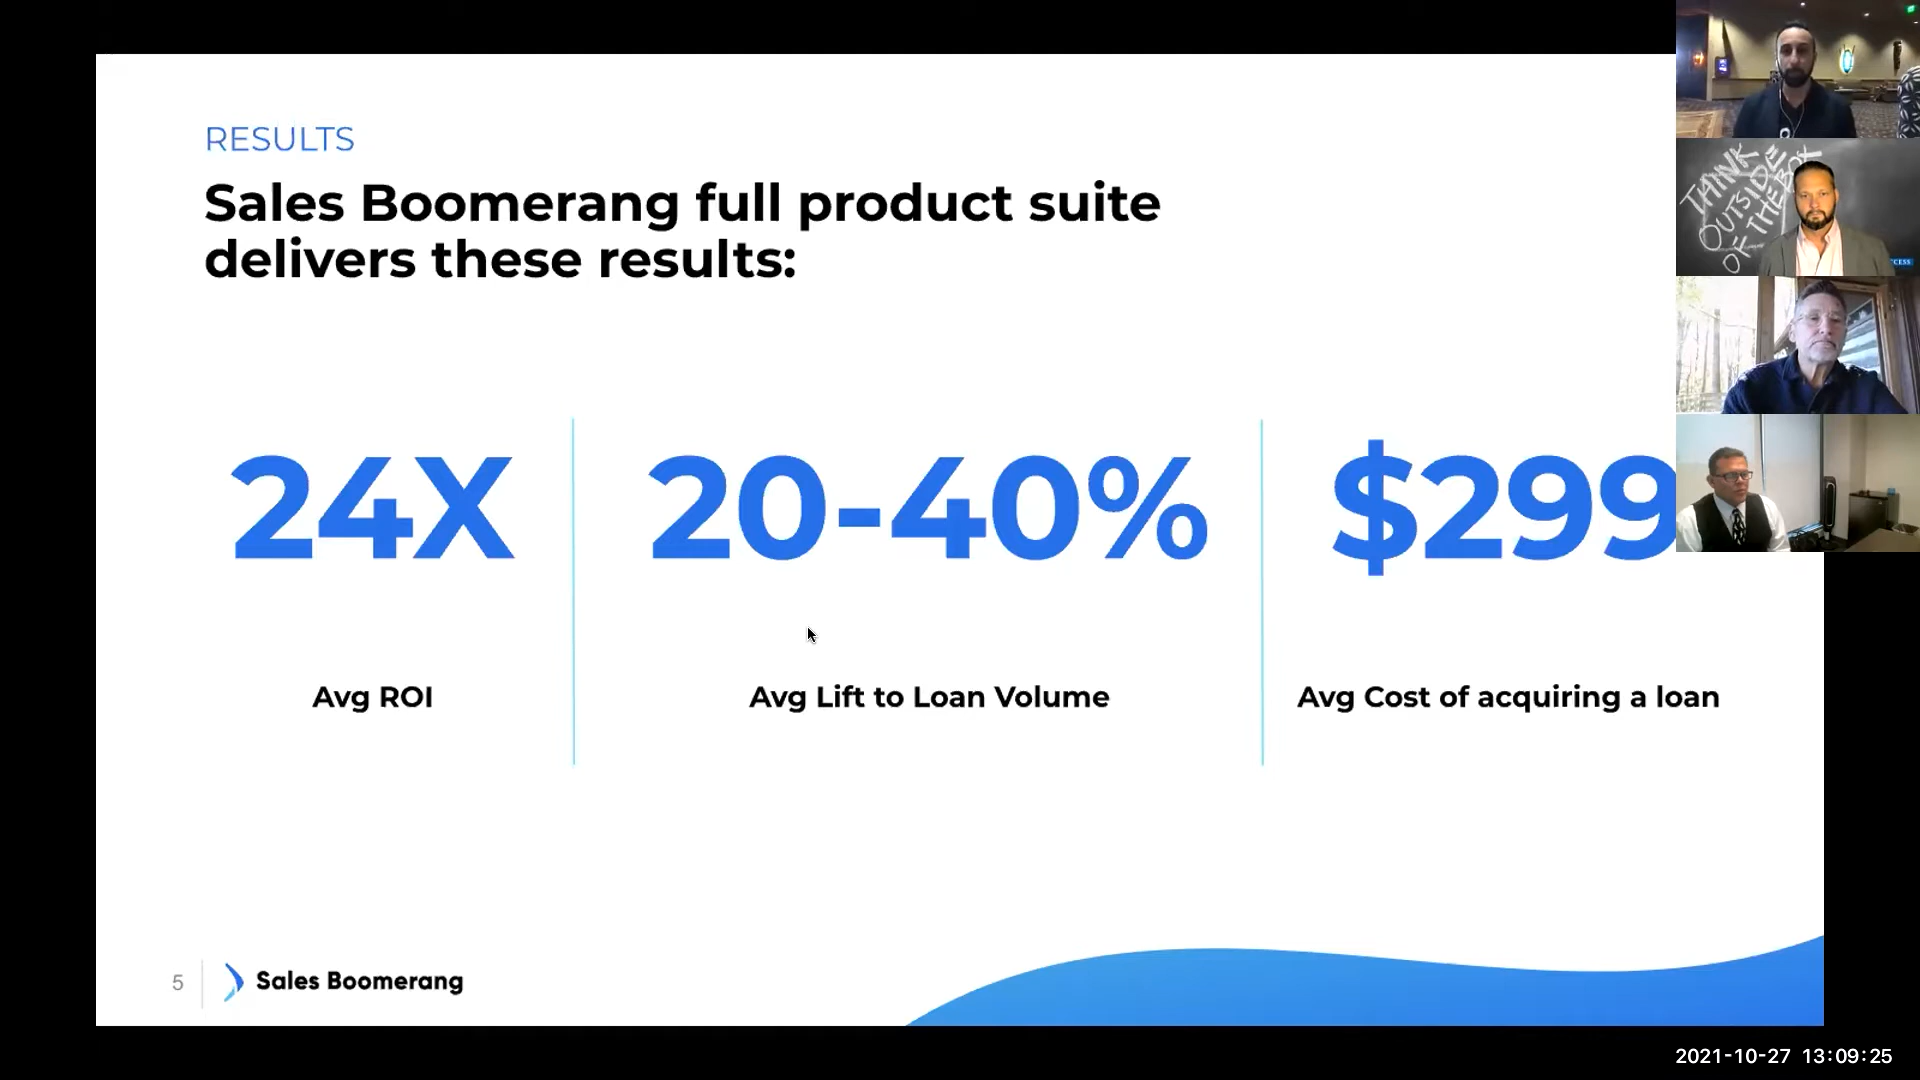 RESULTS
Sales Boomerang full product suite
delivers these results:
24X
20-40%
$299
Avg ROI
Avg Lift to Loan Volume
Avg Cost of acquiring a loan
5
Sales Boomerang
THINK
OUTSIDE
OF THE BOX
CCESS
2021-10-27 13:09:25